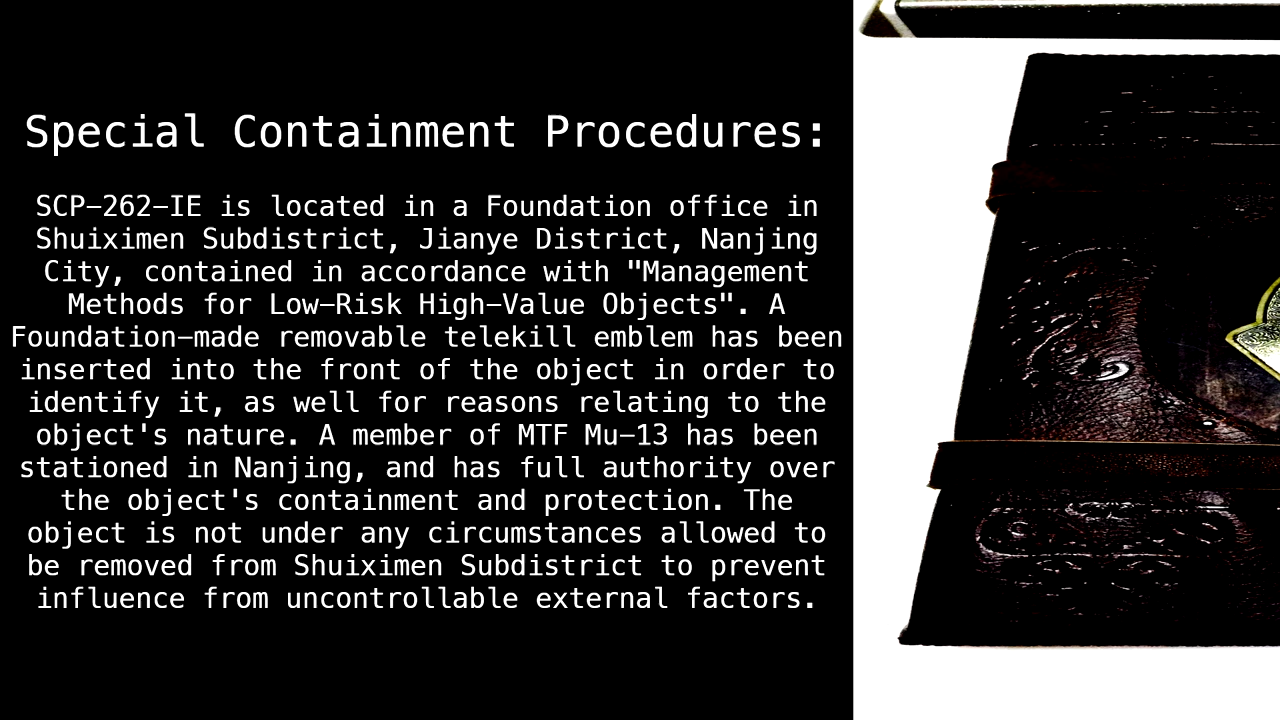 Special Containment Procedures:
SCP-262-IE is located in a Foundation office in
Shuiximen Subdistrict, Jianye District, Nanjing
City, contained in accordance with "Management
Methods for Low-Risk High-Value Objects". A
Foundation-made removable telekill emblem has been
inserted into the front of the object in order to
identify it, as well for reasons relating to the
object's nature. A member of MTF Mu-13 has been
stationed in Nanjing, and has full authority over
the object's containment and protection. The
object is not under any circumstances allowed to
be removed from Shuiximen Subdistrict to prevent
influence from uncontrollable external factors.